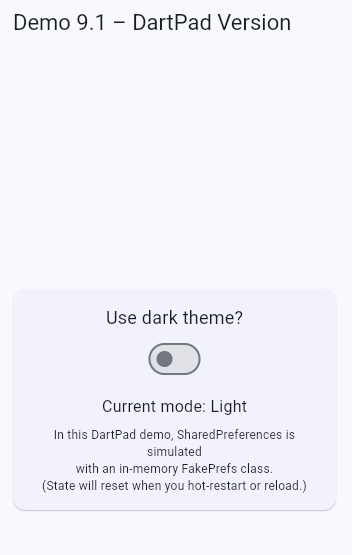 Demo 9.1 – DartPad Version
Use dark theme?
Current mode: Light
In this DartPad demo, SharedPreferences is
simulated
with an in-memory FakePrefs class.
(State will reset when you hot-restart or reload.)